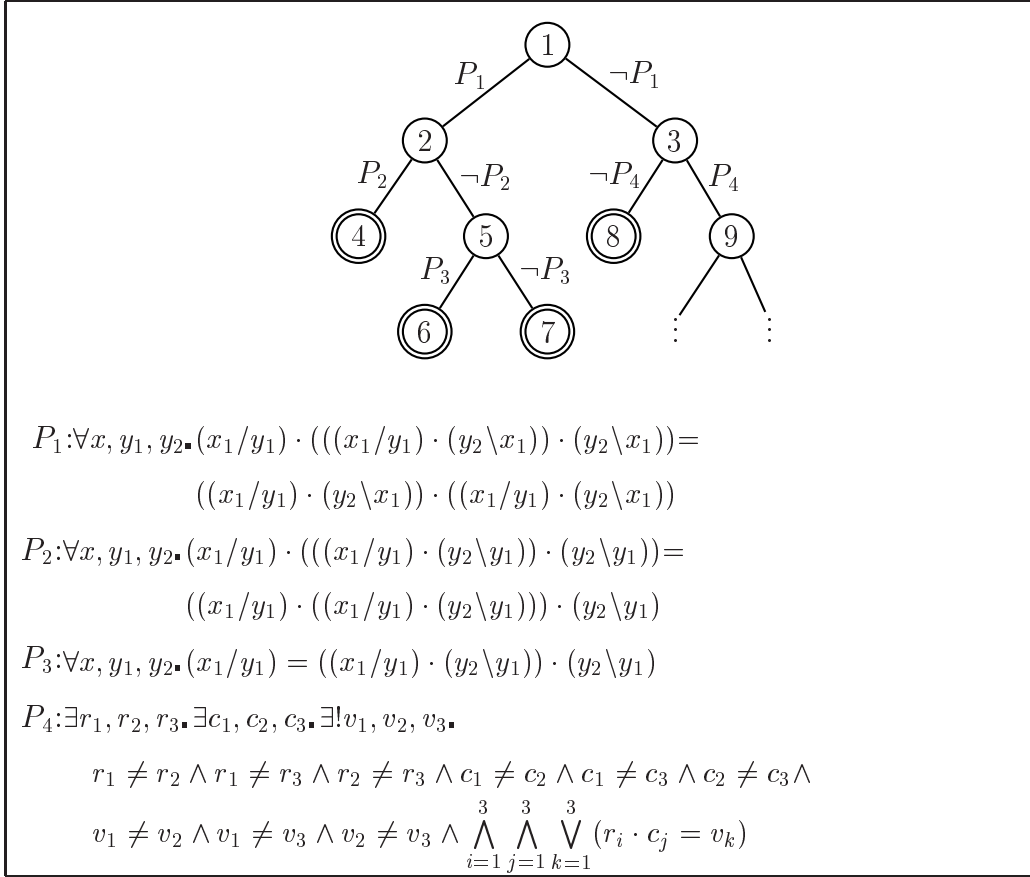 1
P₁ ¬P₁
2 3
P₂ ¬P₂ ¬P₄ P₄
4 5 8 9
P₃ ¬P₃
6 7 ⋮ ⋮
P₁:∀x, y₁, y₂.(x₁/y₁) · (((x₁/y₁) · (y₂\x₁)) · (y₂\x₁))=
((x₁/y₁) · (y₂\x₁)) · ((x₁/y₁) · (y₂\x₁))
P₂:∀x, y₁, y₂.(x₁/y₁) · (((x₁/y₁) · (y₂\y₁)) · (y₂\y₁))=
((x₁/y₁) · ((x₁/y₁) · (y₂\y₁))) · (y₂\y₁)
P₃:∀x, y₁, y₂.(x₁/y₁) = ((x₁/y₁) · (y₂\y₁)) · (y₂\y₁)
P₄:∃r₁, r₂, r₃.∃c₁, c₂, c₃.∃!v₁, v₂, v₃.
r₁ ≠ r₂ ∧ r₁ ≠ r₃ ∧ r₂ ≠ r₃ ∧ c₁ ≠ c₂ ∧ c₁ ≠ c₃ ∧ c₂ ≠ c₃∧
v₁ ≠ v₂ ∧ v₁ ≠ v₃ ∧ v₂ ≠ v₃ ∧ ⋀³ᵢ₌₁ ⋀³ⱼ₌₁ ⋁³ₖ₌₁ (rᵢ · cⱼ = vₖ)